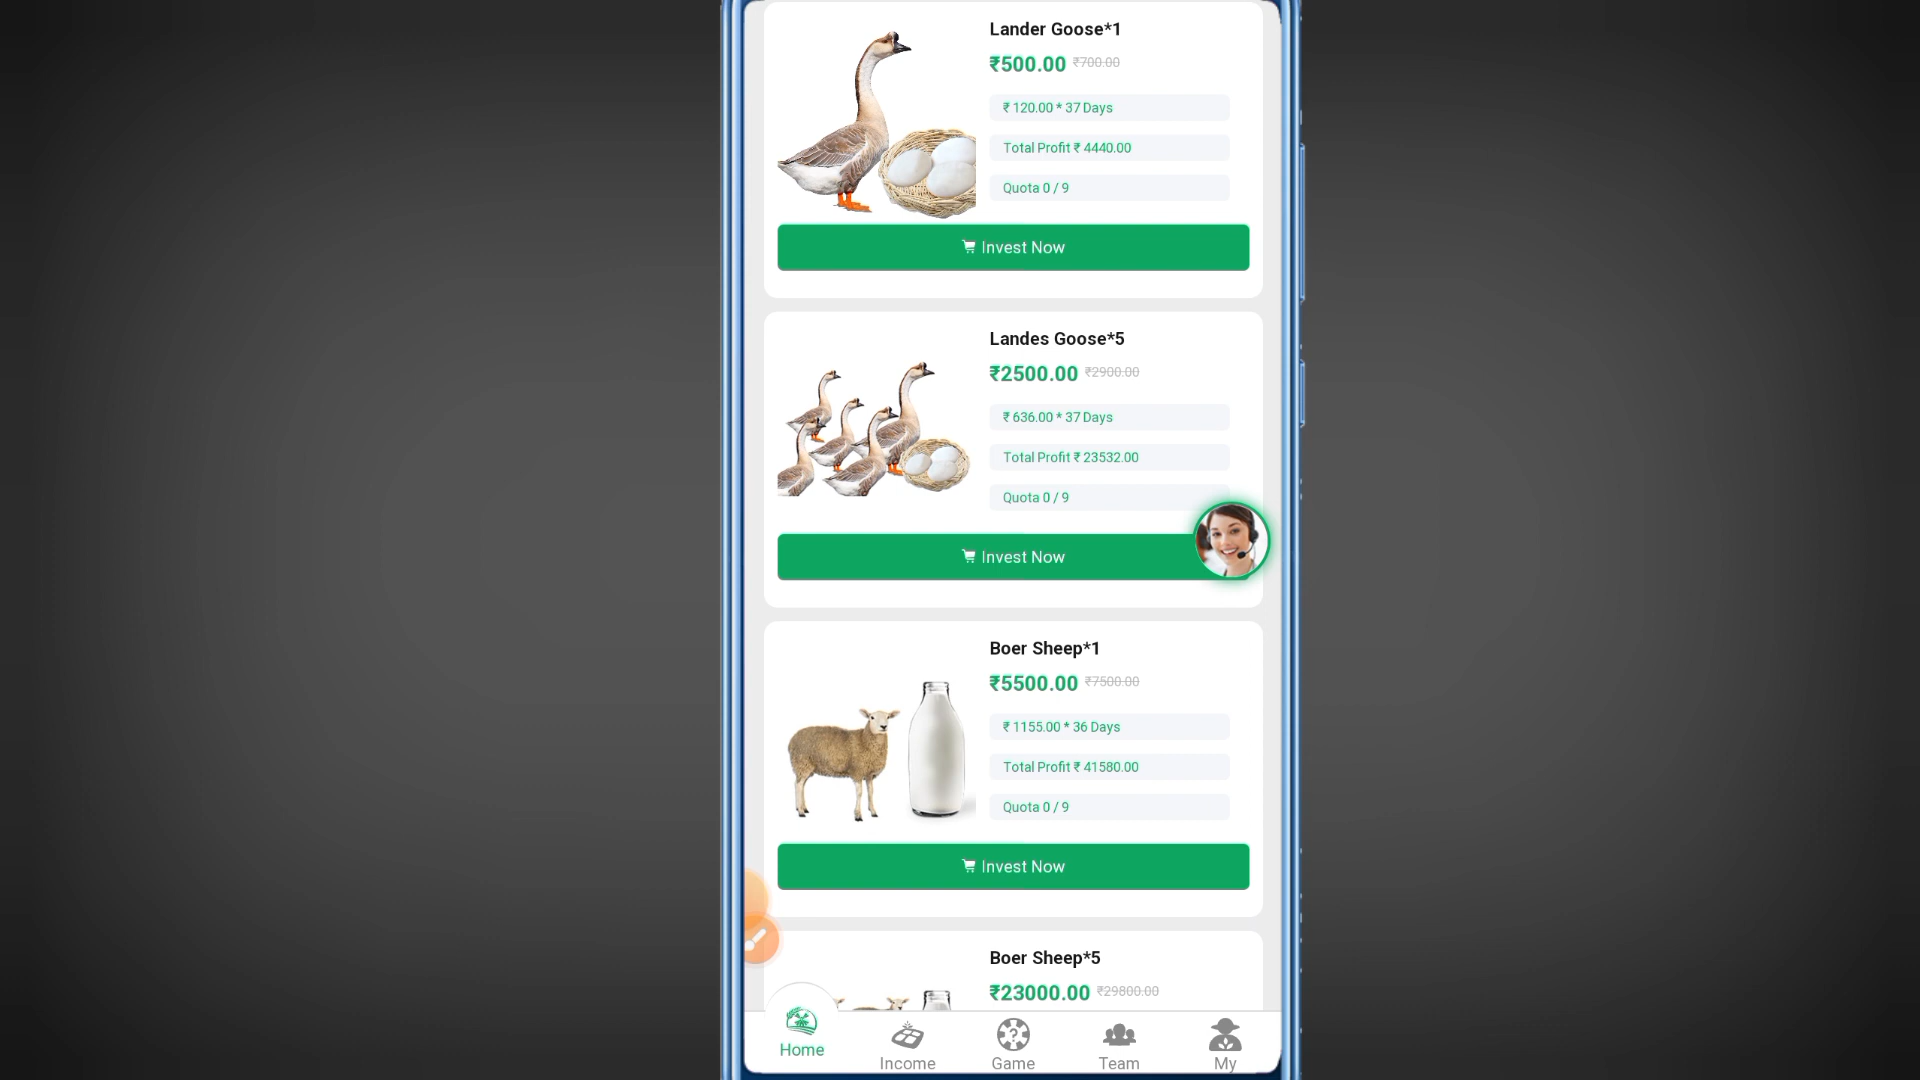 Lander Goose*1
₹500.00 ₹700.00
₹ 120.00 * 37 Days
Total Profit ₹ 4440.00
Quota 0 / 9
Invest Now
Landes Goose*5
₹2500.00 ₹2900.00
₹ 636.00 * 37 Days
Total Profit ₹ 23532.00
Quota 0 / 9
Invest Now
Boer Sheep*1
₹5500.00 ₹7500.00
₹ 1155.00 * 36 Days
Total Profit ₹ 41580.00
Quota 0 / 9
Invest Now
Boer Sheep*5
₹23000.00 ₹29800.00
Home Income Game Team My